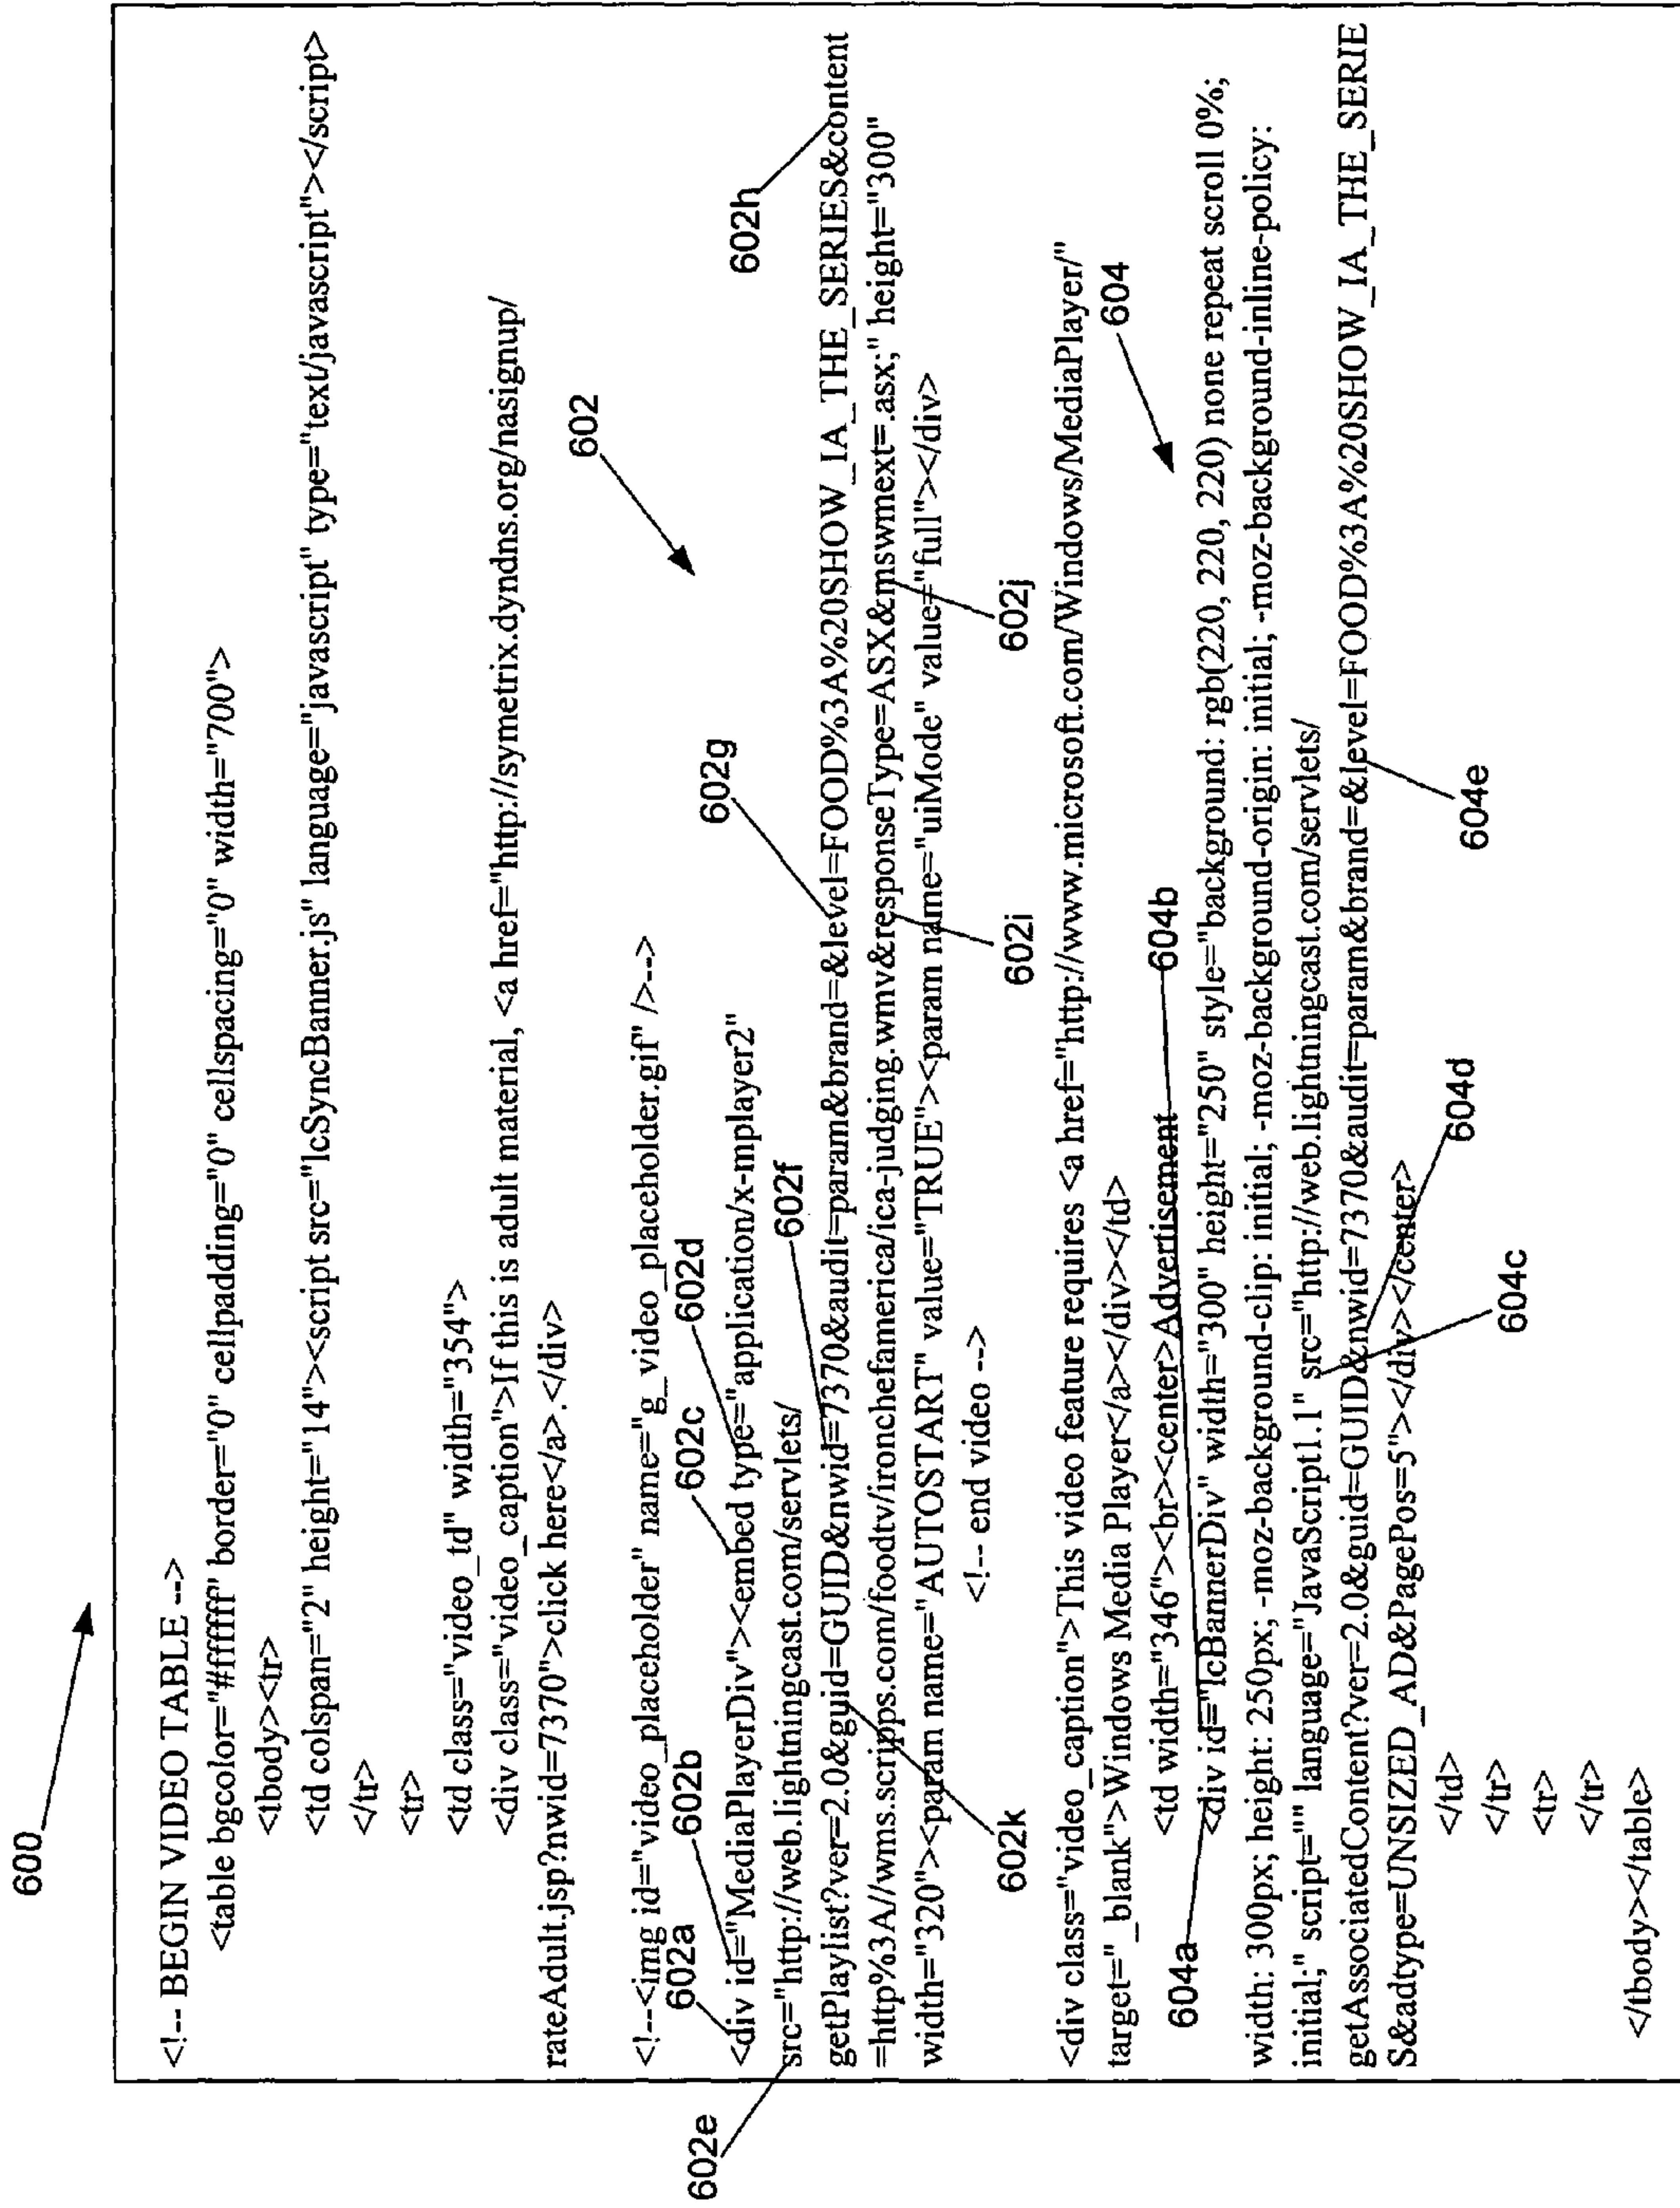 600
<!-- BEGIN VIDEO TABLE -->
<table bgcolor="#ffffff" border="0" cellpadding="0" cellspacing="0" width="700">
<tbody><tr>
<td colspan="2" height="14"><script src="lcSyncBanner.js" language="javascript" type="text/javascript"></script>
</tr>
<tr>
<td class="video_td" width="354">
<div class="video_caption">If this is adult material, <a href="http://symetrix.dyndns.org/nasignup/
rateAdult.jsp?nwid=7370">click here</a>.</div>
602
<!--<img id="video_placeholder" name="g_video_placeholder.gif" />-->
602a 602b 602c 602d 602g 602h
<div id="MediaPlayerDiv"><embed type="application/x-mplayer2"
602e
src="http://web.lightningcast.com/servlets/
602f
getPlaylist?ver=2.0&guid=GUID&nwid=7370&audit=param&brand=&level=FOOD%3A%20SHOW_IA_THE_SERIES&content
=http%3A//wms.scripps.com/foodtv/ironchefamerica/ica-judging.wmv&responseType=ASX&mswmext=.asx;" height="300"
width="320"><param name="AUTOSTART" value="TRUE"><param name="uiMode" value="full"></div>
<!-- end video -->
602k 602i 602j
<div class="video_caption">This video feature requires <a href="http://www.microsoft.com/Windows/MediaPlayer/"
target="_blank">Windows Media Player</a></div></td>
604
<td width="346"><br><center>Advertisement
604b
604a
<div id="lcBannerDiv" width="300" height="250" style="background: rgb(220, 220, 220) none repeat scroll 0%;
width: 300px; height: 250px; -moz-background-clip: initial; -moz-background-origin: initial; -moz-background-inline-policy:
initial;" script="" language="JavaScript1.1" src="http://web.lightningcast.com/servlets/
getAssociatedContent?ver=2.0&guid=GUID&nwid=7370&audit=param&brand=&level=FOOD%3A%20SHOW_IA_THE_SERIE
S&adtype=UNSIZED_AD&PagePos=5"></div></center>
604c 604d 604e
</td>
</tr>
<tr>
</tr>
</tbody></table>